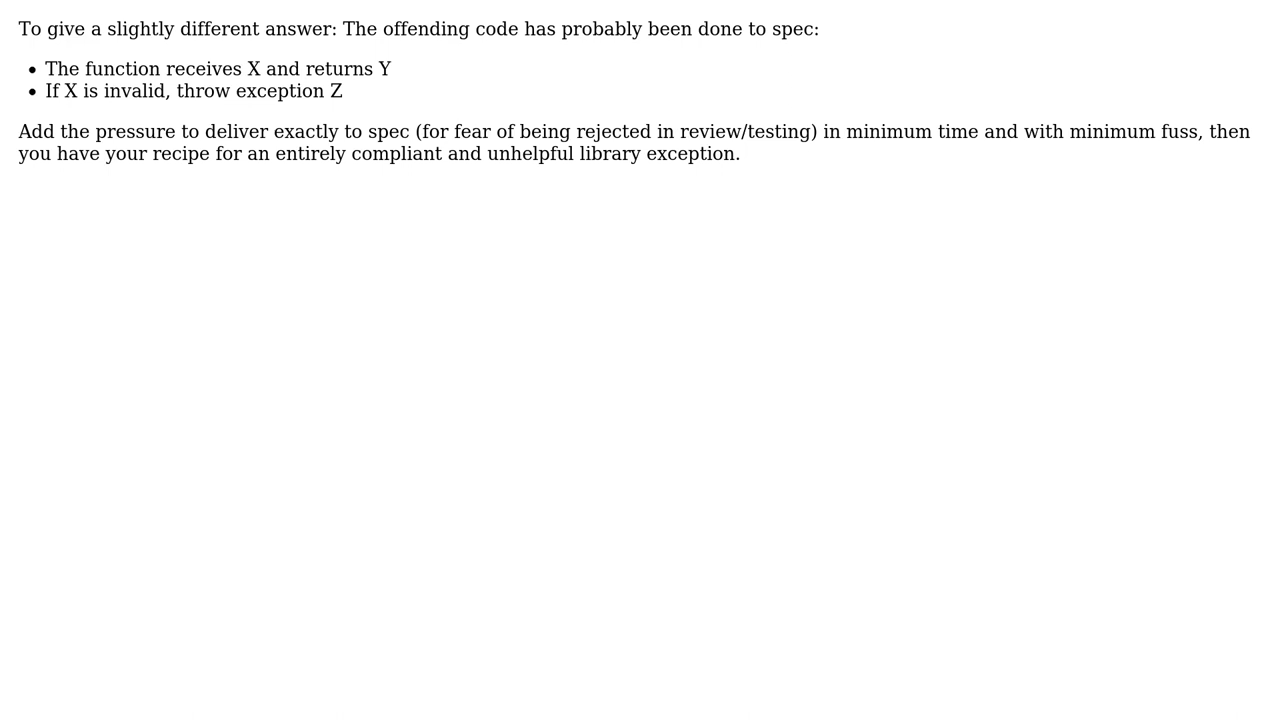 To give a slightly different answer: The offending code has probably been done to spec:
• The function receives X and returns Y
• If X is invalid, throw exception Z
Add the pressure to deliver exactly to spec (for fear of being rejected in review/testing) in minimum time and with minimum fuss, then
you have your recipe for an entirely compliant and unhelpful library exception.